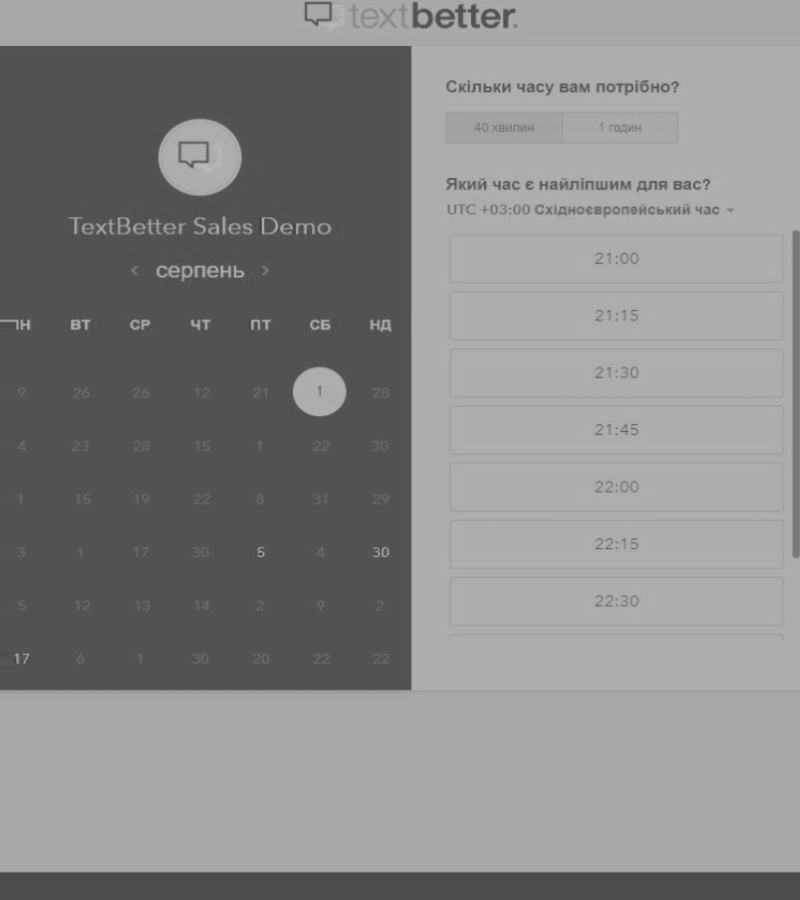 textbetter.
TextBetter Sales Demo
‹ серпень ›
ПН ВТ СР ЧТ ПТ СБ НД
9 26 26 12 21 1 28
4 23 28 15 1 22 30
1 15 19 22 8 31 29
3 1 17 30 5 4 30
5 12 13 14 2 9 2
17 6 1 30 20 22 22
Скільки часу вам потрібно?
40 хвилин 1 годин
Який час є найліпшим для вас?
UTC +03:00 Східноєвропейський час
21:00
21:15
21:30
21:45
22:00
22:15
22:30